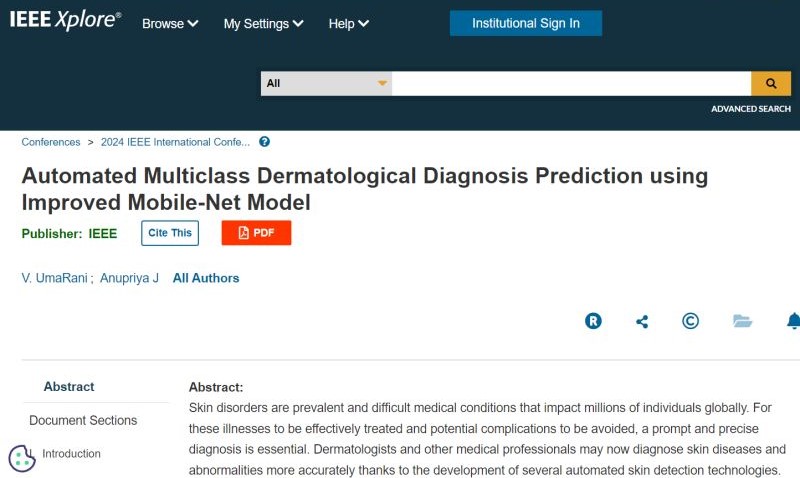 IEEE Xplore®
Browse My Settings Help Institutional Sign In
All
ADVANCED SEARCH
Conferences > 2024 IEEE International Confe... ?
Automated Multiclass Dermatological Diagnosis Prediction using
Improved Mobile-Net Model
Publisher: IEEE Cite This PDF
V. UmaRani ; Anupriya J All Authors
R ©
Abstract
Document Sections
Introduction
Abstract:
Skin disorders are prevalent and difficult medical conditions that impact millions of individuals globally. For
these illnesses to be effectively treated and potential complications to be avoided, a prompt and precise
diagnosis is essential. Dermatologists and other medical professionals may now diagnose skin diseases and
abnormalities more accurately thanks to the development of several automated skin detection technologies.